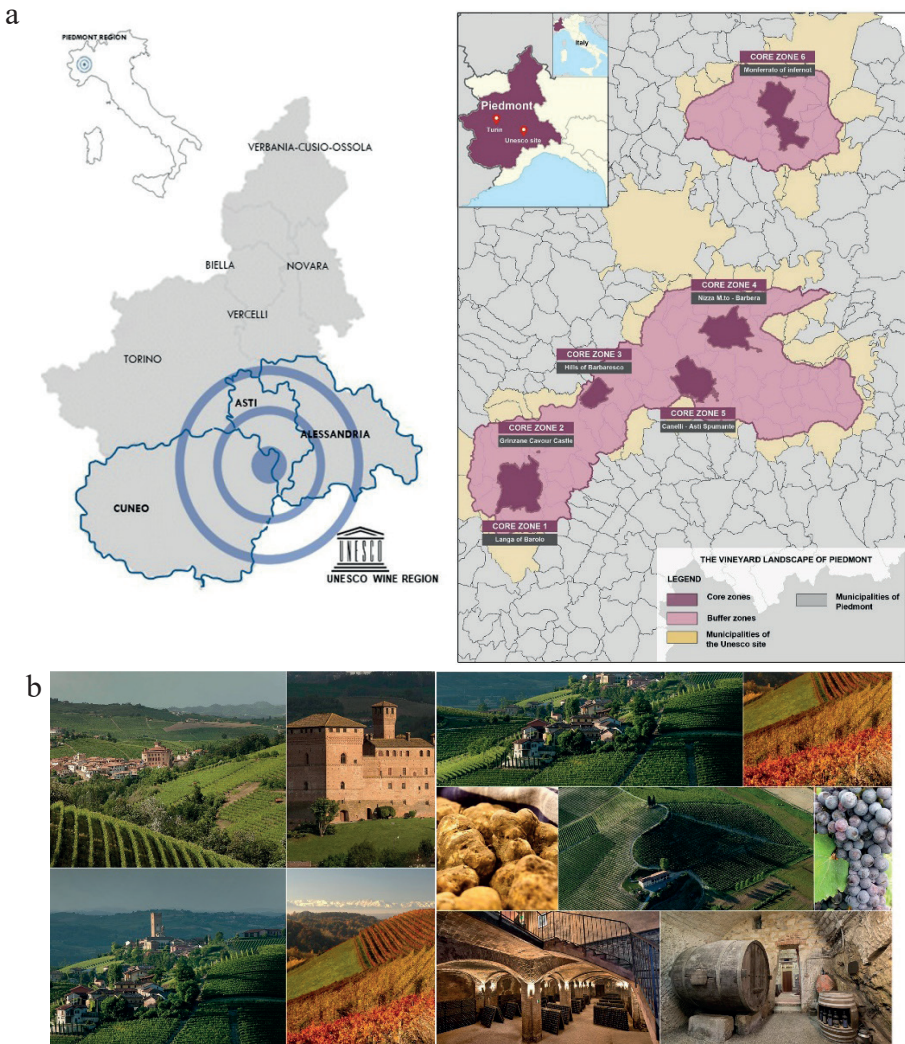 a
PIEDMONT REGION
VERBANIA-CUSIO-OSSOLA
BIELLA
NOVARA
VERCELLI
TORINO
ASTI
ALESSANDRIA
CUNEO
UNESCO
UNESCO WINE REGION
Italy
Piedmont
Turin
Unesco site
CORE ZONE 6
Monferrato of Infernot
CORE ZONE 4
Nizza M.to - Barbera
CORE ZONE 3
Hills of Barbaresco
CORE ZONE 5
Canelli - Asti Spumante
CORE ZONE 2
Grinzane Cavour Castle
CORE ZONE 1
Langa of Barolo
THE VINEYARD LANDSCAPE OF PIEDMONT
LEGEND
Core zones
Buffer zones
Municipalities of
the Unesco site
Municipalities of
Piedmont
b